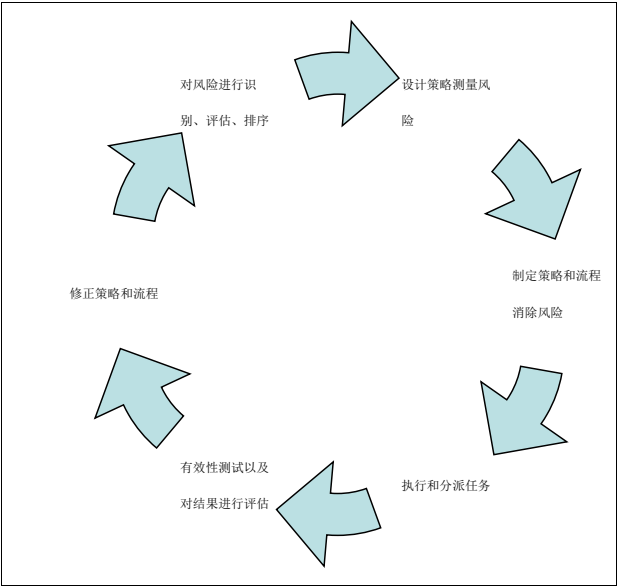 对风险进行识
别、评估、排序
设计策略测量风
险
制定策略和流程
消除风险
执行和分派任务
有效性测试以及
对结果进行评估
修正策略和流程